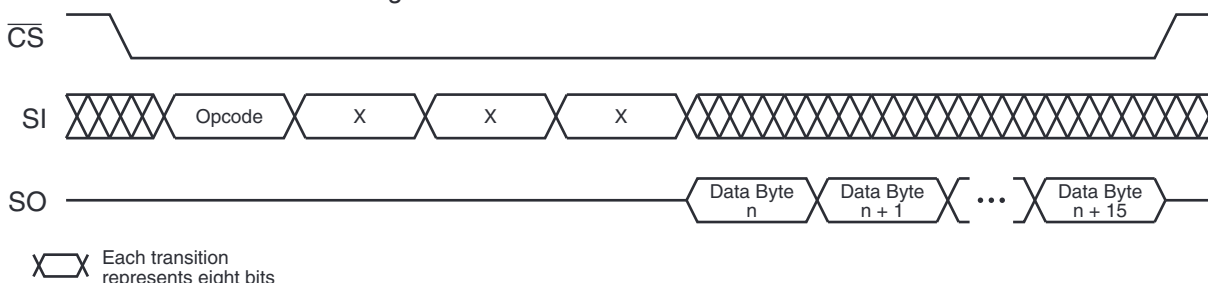 CS
SI
Opcode
X
X
X
SO
Data Byte
n
Data Byte
n + 1
•••
Data Byte
n + 15
Each transition
represents eight bits